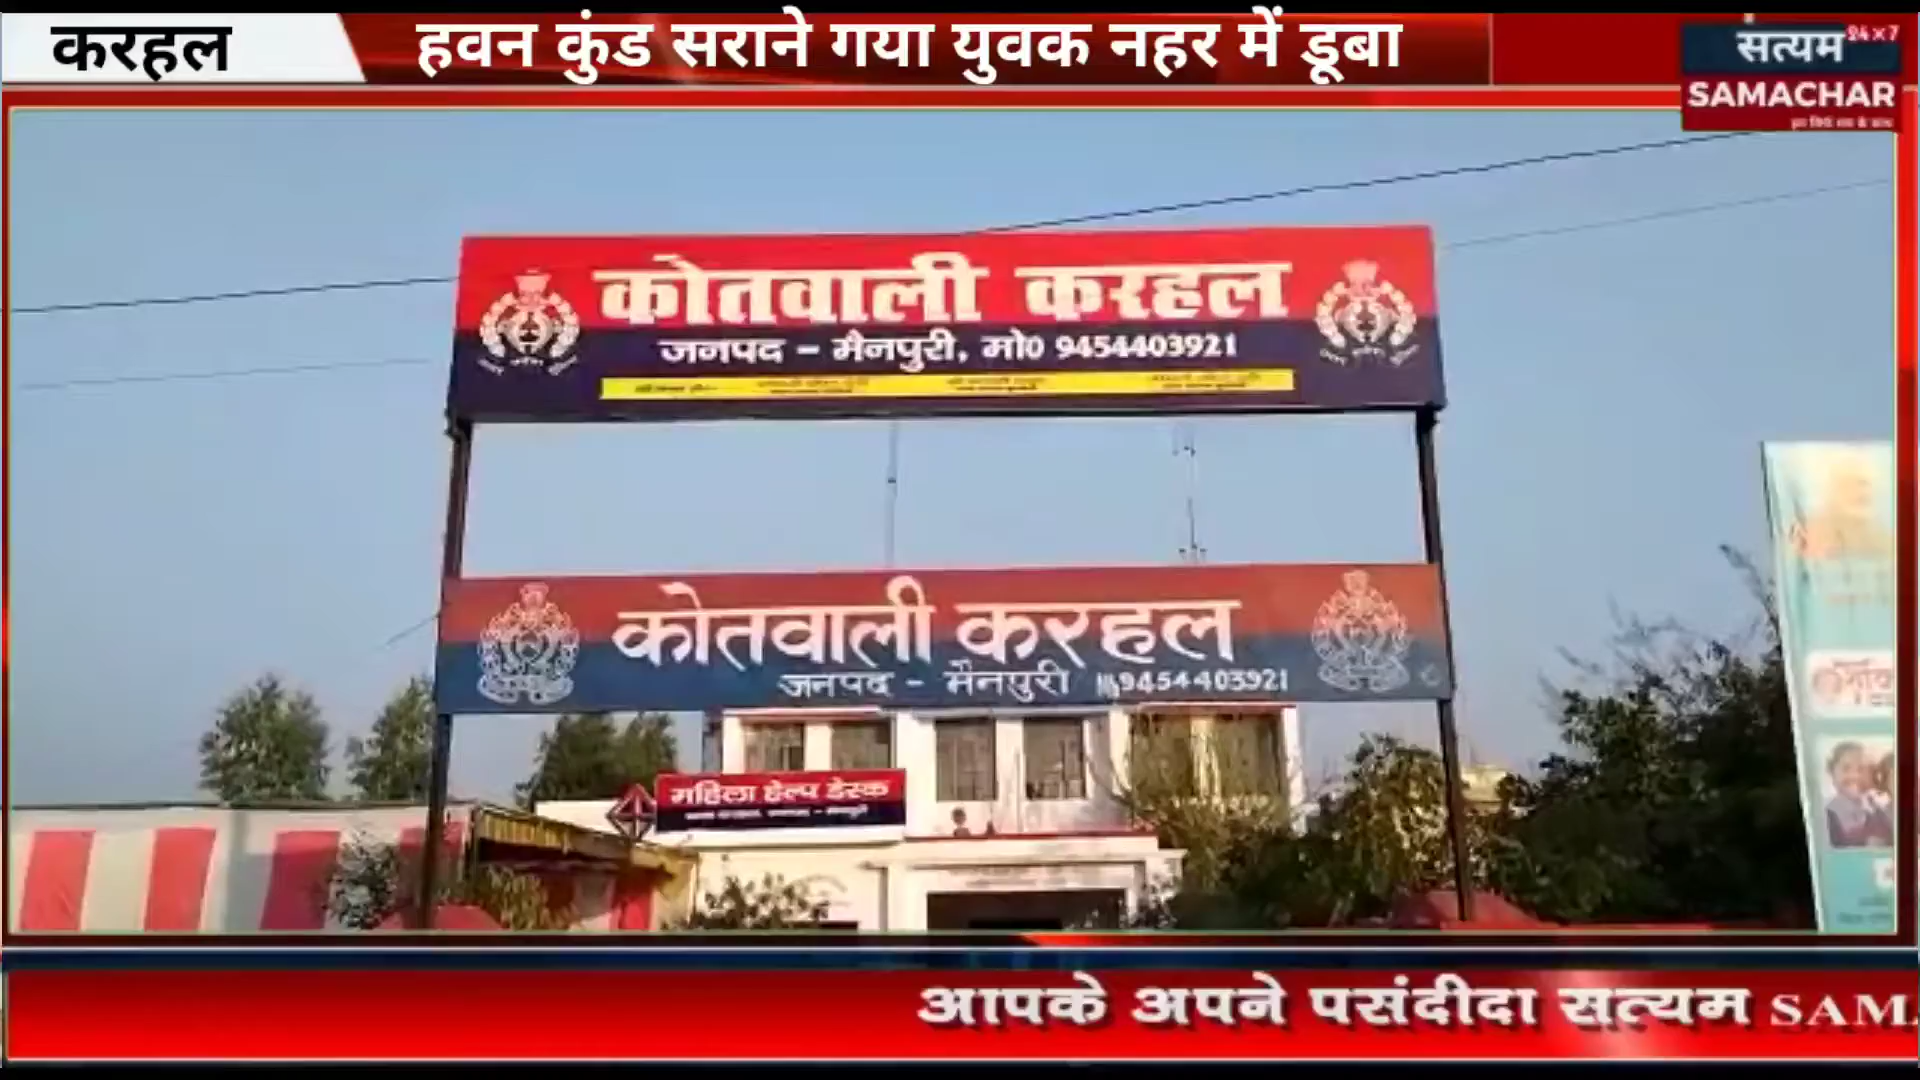 करहल
हवन कुंड सराने गया युवक नहर में डूबा
सत्यम 24×7
SAMACHAR
कोतवाली करहल
जनपद - मैनपुरी, मो0 9454403921
कोतवाली करहल
जनपद - मैनपुरी 9454403921
महिला हेल्प डेस्क
आपके अपने पसंदीदा सत्यम SAMA